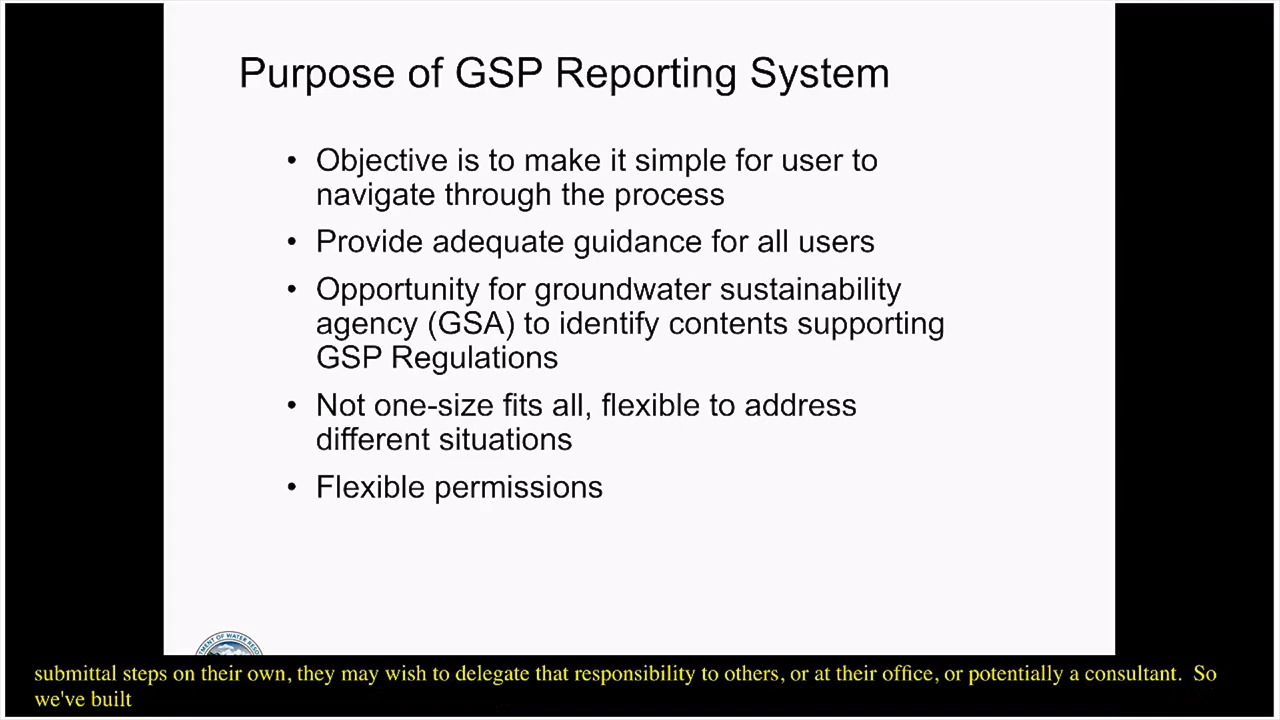 Purpose of GSP Reporting System
• Objective is to make it simple for user to
navigate through the process
• Provide adequate guidance for all users
• Opportunity for groundwater sustainability
agency (GSA) to identify contents supporting
GSP Regulations
• Not one-size fits all, flexible to address
different situations
• Flexible permissions
submittal steps on their own, they may wish to delegate that responsibility to others, or at their office, or potentially a consultant. So
we've built